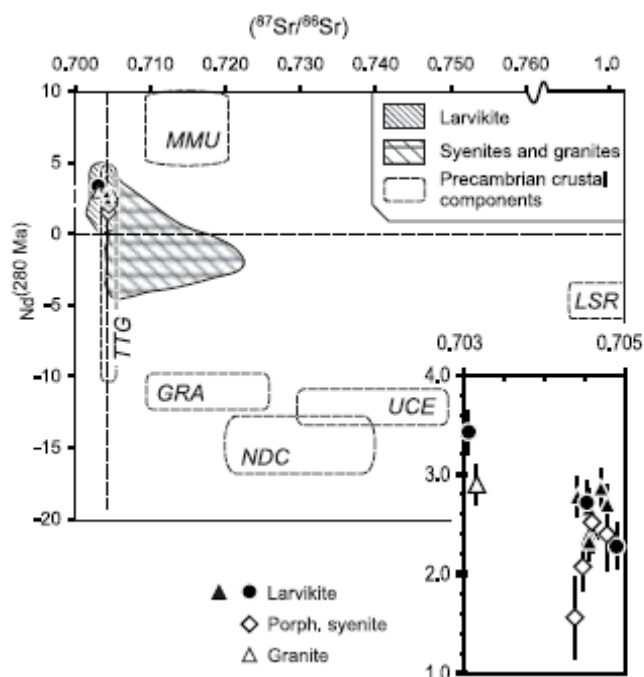 (87Sr/86Sr)
0.700 0.710 0.720 0.730 0.740 0.750 0.760 1.0
10
MMU
Larvikite
Syenites and granites
Precambrian crustal
components
5
0
Nd(280 Ma)
-5
LSR
TTG
0.703 0.705
-10
GRA
UCE
4.0
NDC
-15
3.0
-20
2.0
Larvikite
Porph, syenite
Granite
1.0